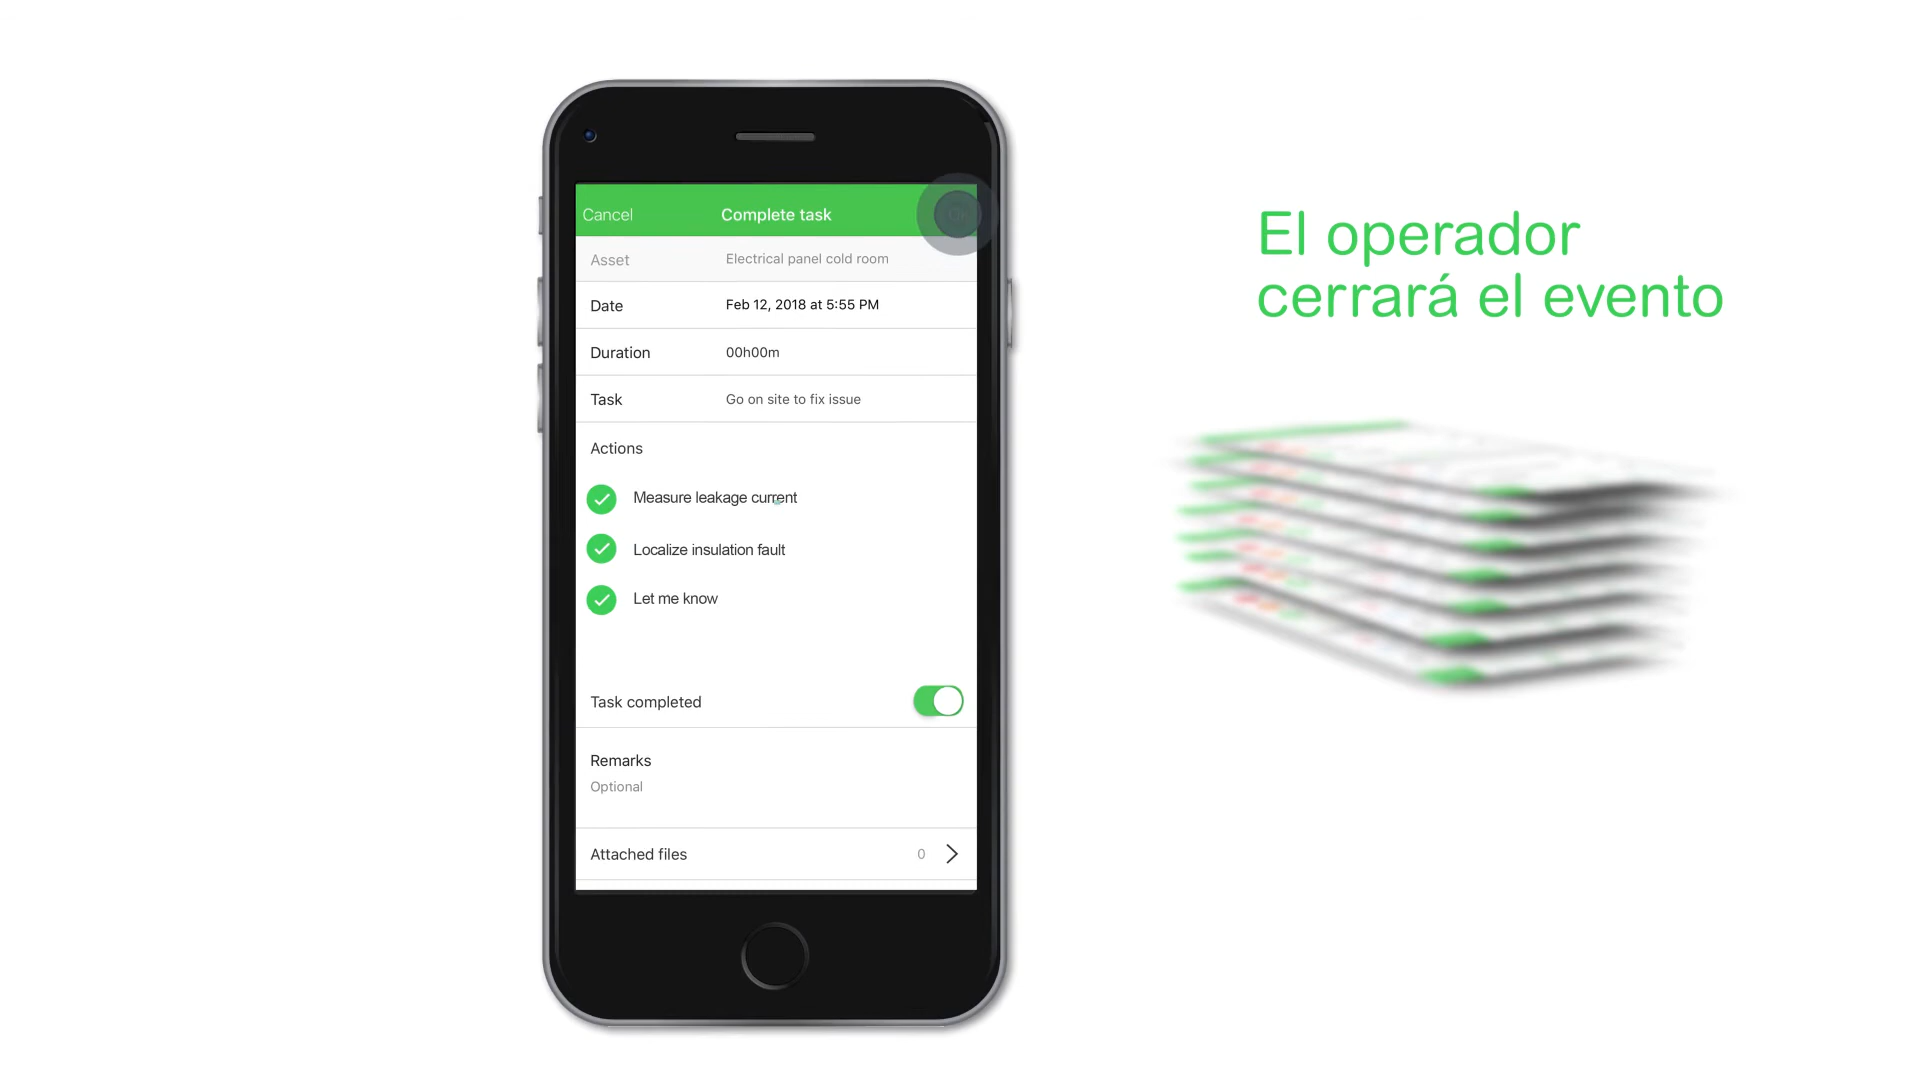 Cancel Complete task
Asset Electrical panel cold room
Date Feb 12, 2018 at 5:55 PM
Duration 00h00m
Task Go on site to fix issue
Actions
Measure leakage current
Localize insulation fault
Let me know
Task completed
Remarks
Optional
Attached files 0
El operador
cerrará el evento